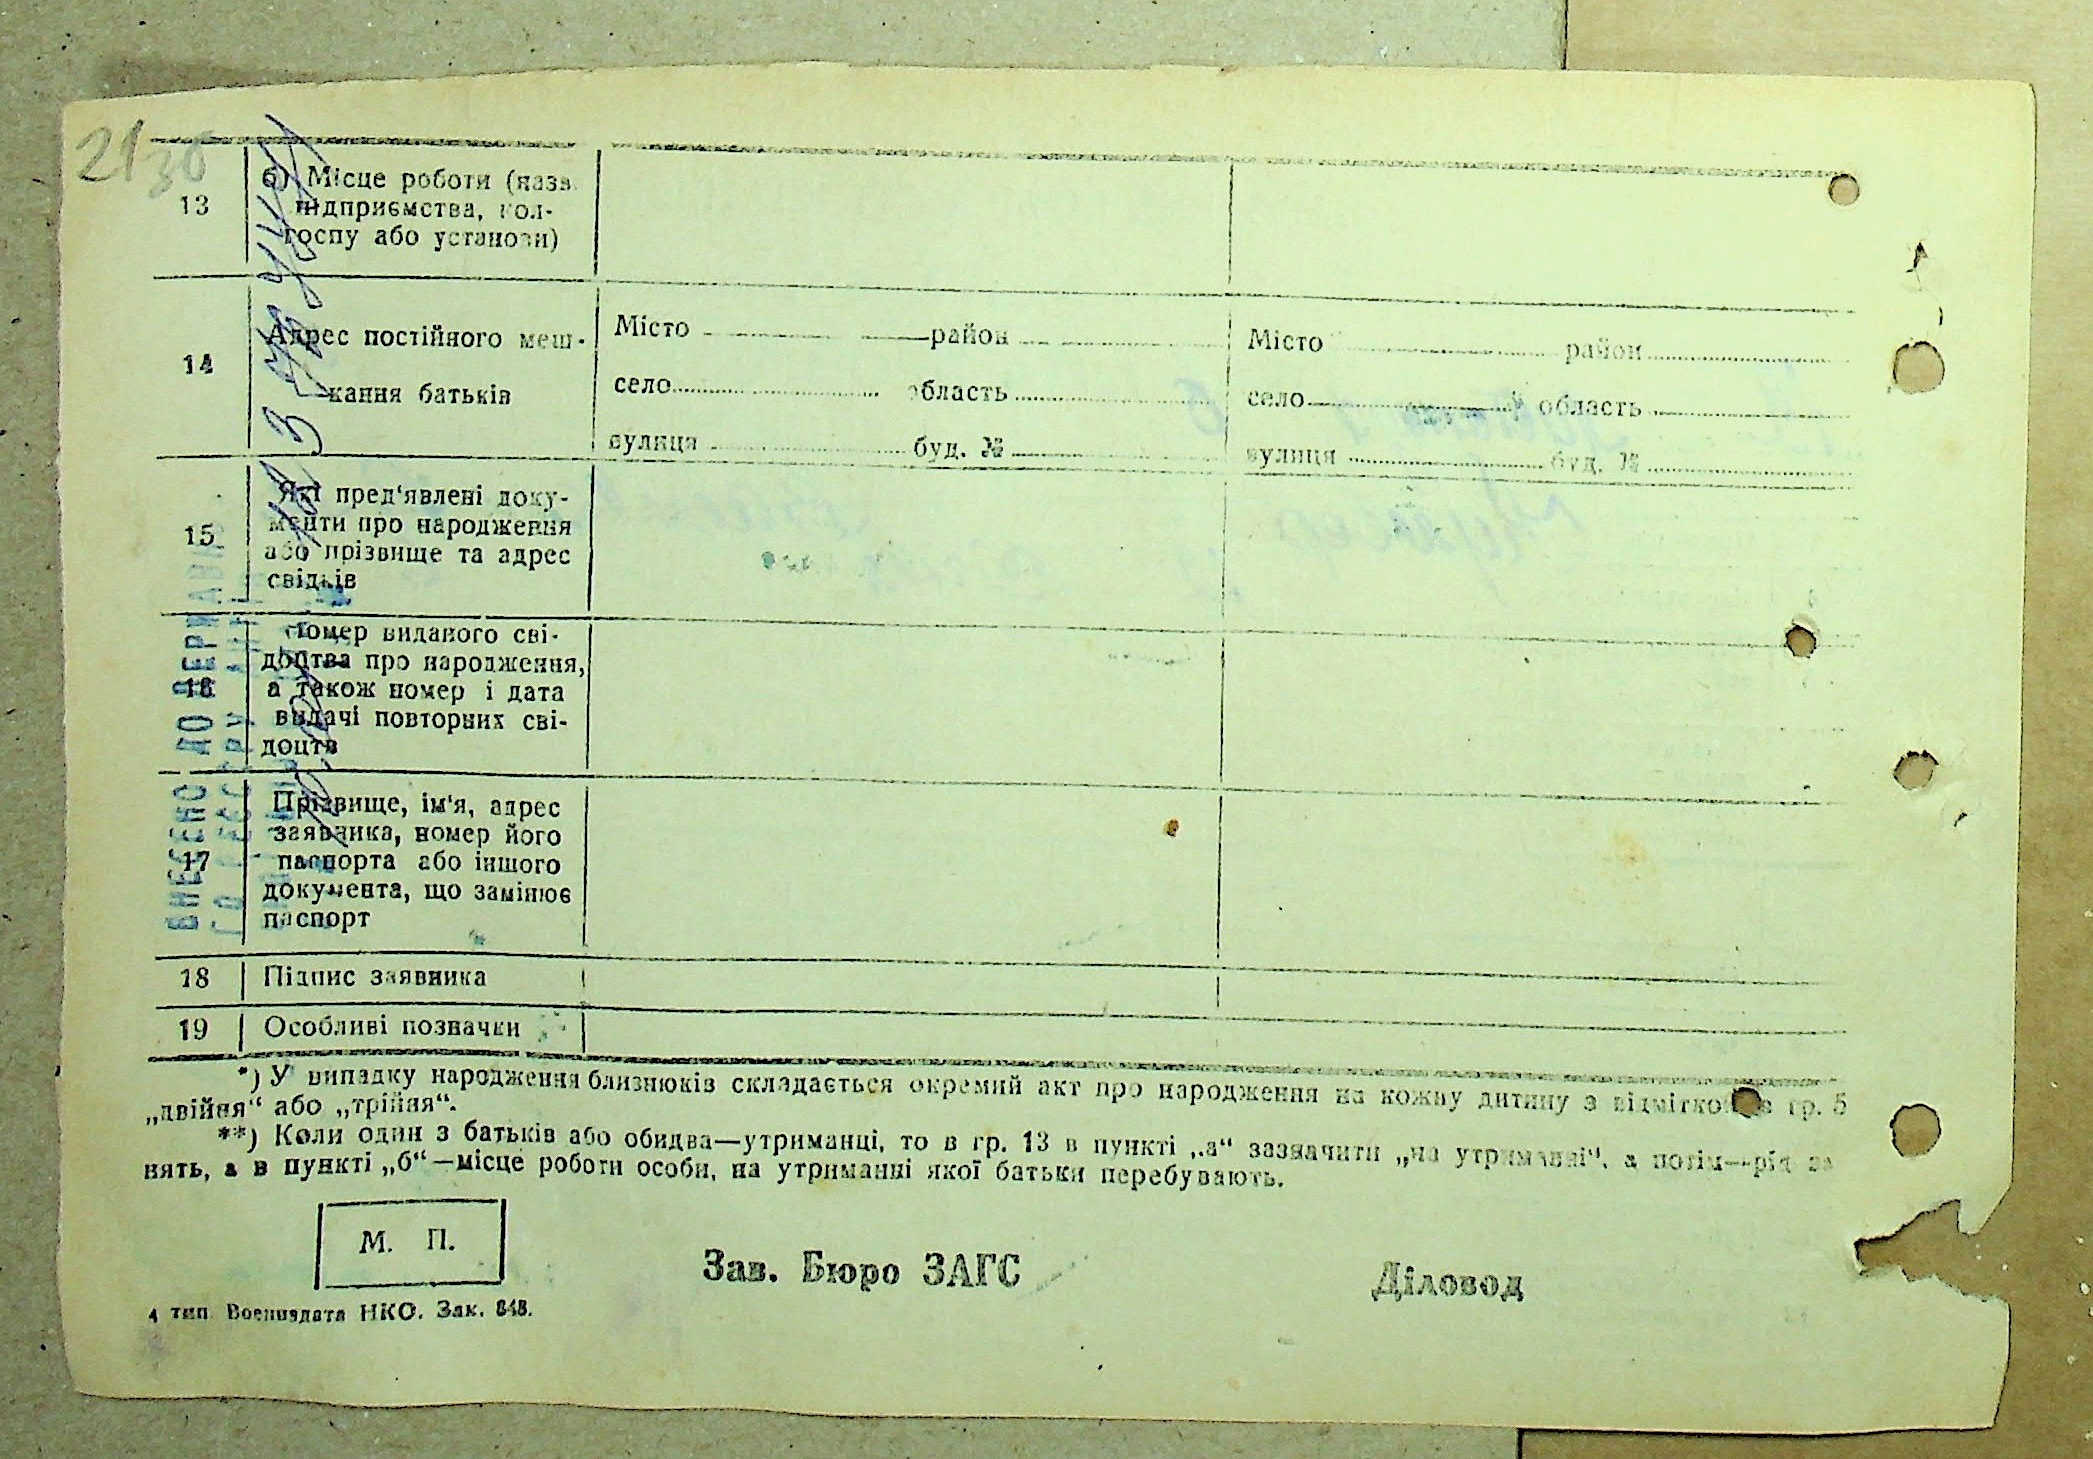 21 30
13
б) Місце роботи (назв.
підприємства, кол-
госпу або установи)
14
Адрес постійного меш-
кання батьків
Місто район
село область
вулиця буд. №
Місто район
село область
вулиця буд. №
15
Які пред'явлені доку-
менти про народження
або прізвище та адрес
свідків
16
Номер виданого сві-
доцтва про народження,
а також номер і дата
видачі повторних сві-
доцтв
17
Прізвище, ім'я, адрес
заявника, номер його
паспорта або іншого
документа, що замінює
паспорт
18 Підпис заявника
19 Особливі позначки
*) У випадку народження близнюків складається окремий акт про народження на кожну дитину з відміткою в гр. 5
„двійня“ або „трійня“.
**) Коли один з батьків або обидва—утриманці, то в гр. 13 в пункті „а“ зазначити „на утриманні“, а потім—рід за
нять, а в пункті „б“—місце роботи особи, на утриманні якої батьки перебувають.
М. П.
Зав. Бюро ЗАГС
Діловод
4 тип. Воениздата НКО. Зак. 848.
ВНЕСЕНО ДО ДЕРЖАВНО
ГО РЕЄСТРУ